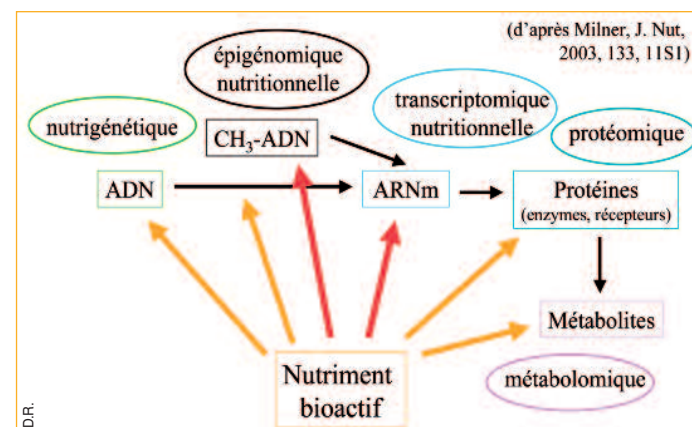 (d'après Milner, J. Nut,
2003, 133, 11S1)
épigénomique
nutritionnelle
transcriptomique
nutritionnelle
nutrigénétique
protéomique
CH₃-ADN
ADN
ARNm
Protéines
(enzymes, récepteurs)
Métabolites
Nutriment
bioactif
métabolomique
D.R.